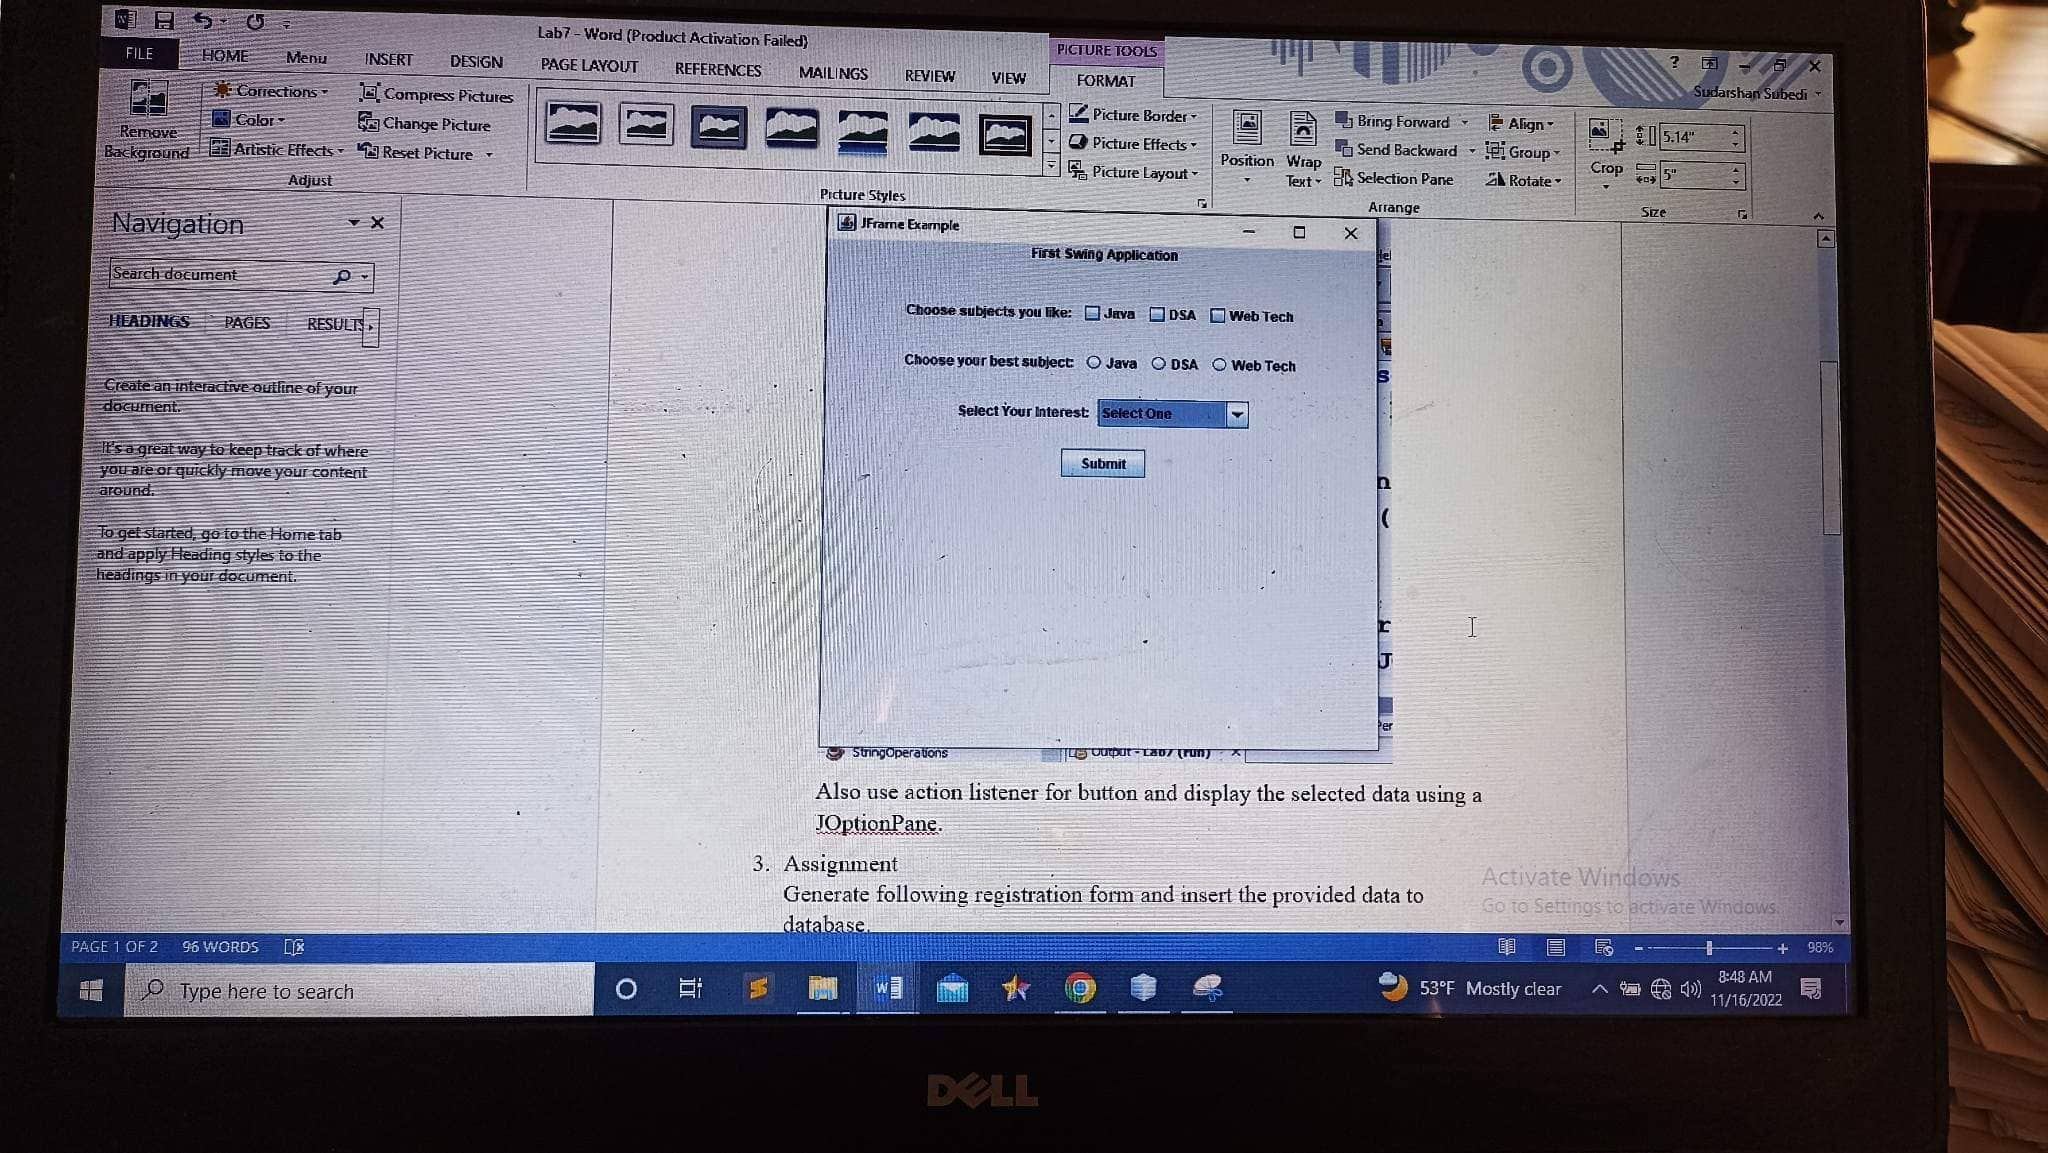 Lab7 - Word (Product Activation Failed)
PICTURE TOOLS
FILE HOME Menu INSERT DESIGN PAGE LAYOUT REFERENCES MAILINGS REVIEW VIEW FORMAT
Sudarshan Subedi
Remove Background
Corrections
Color
Artistic Effects
Compress Pictures
Change Picture
Reset Picture
Adjust
Picture Styles
Picture Border
Picture Effects
Picture Layout
Position
Wrap Text
Bring Forward
Send Backward
Selection Pane
Align
Group
Rotate
Arrange
Crop
5.14"
5"
Size
Navigation
Search document
HEADINGS PAGES RESULTS
Create an interactive outline of your
document.
It's a great way to keep track of where
you are or quickly move your content
around.
To get started, go to the Home tab
and apply Heading styles to the
headings in your document.
JFrame Example
First Swing Application
Choose subjects you like: Java DSA Web Tech
Choose your best subject: Java DSA Web Tech
Select Your Interest: Select One
Submit
StringOperations
Output - Lab7 (run)
Also use action listener for button and display the selected data using a
JOptionPane.
3. Assignment
Generate following registration form and insert the provided data to
database.
Activate Windows
Go to Settings to activate Windows.
PAGE 1 OF 2 96 WORDS
98%
Type here to search
53°F Mostly clear
8:48 AM
11/16/2022
DELL